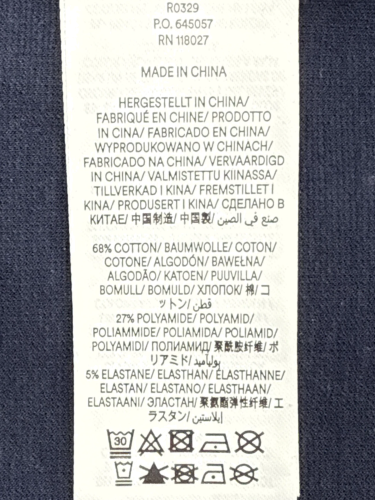 R0329
P.O. 645057
RN 118027
MADE IN CHINA
HERGESTELLT IN CHINA/
FABRIQUÉ EN CHINE/ PRODOTTO
IN CINA/ FABRICADO EN CHINA/
WYPRODUKOWANO W CHINACH/
FABRICADO NA CHINA/ VERVAARDIGD
IN CHINA/ VALMISTETTU KIINASSA/
TILLVERKAD I KINA/ FREMSTILLET I
KINA/ PRODUSERT I KINA/ СДЕЛАНО В
КИТАЕ/ 中国制造/ 中国製/ صنع في الصين
68% COTTON/ BAUMWOLLE/ COTON/
COTONE/ ALGODÓN/ BAWEŁNA/
ALGODÃO/ KATOEN/ PUUVILLA/
BOMULL/ BOMULD/ ХЛОПОК/ 棉/ コ
ットン/ قطن
27% POLYAMIDE/ POLYAMID/
POLIAMMIDE/ POLIAMIDA/ POLIAMID/
POLYAMIDI/ ПОЛИАМИД/ 聚酰胺纤维/ ポ
リアミド/ بولياميد
5% ELASTANE/ ELASTHAN/ ÉLASTHANNE/
ELASTAN/ ELASTANO/ ELASTHAAN/
ELASTAANI/ ЭЛАСТАН/ 聚氨酯弹性纤维/ エ
ラスタン/ إيلاستين
30